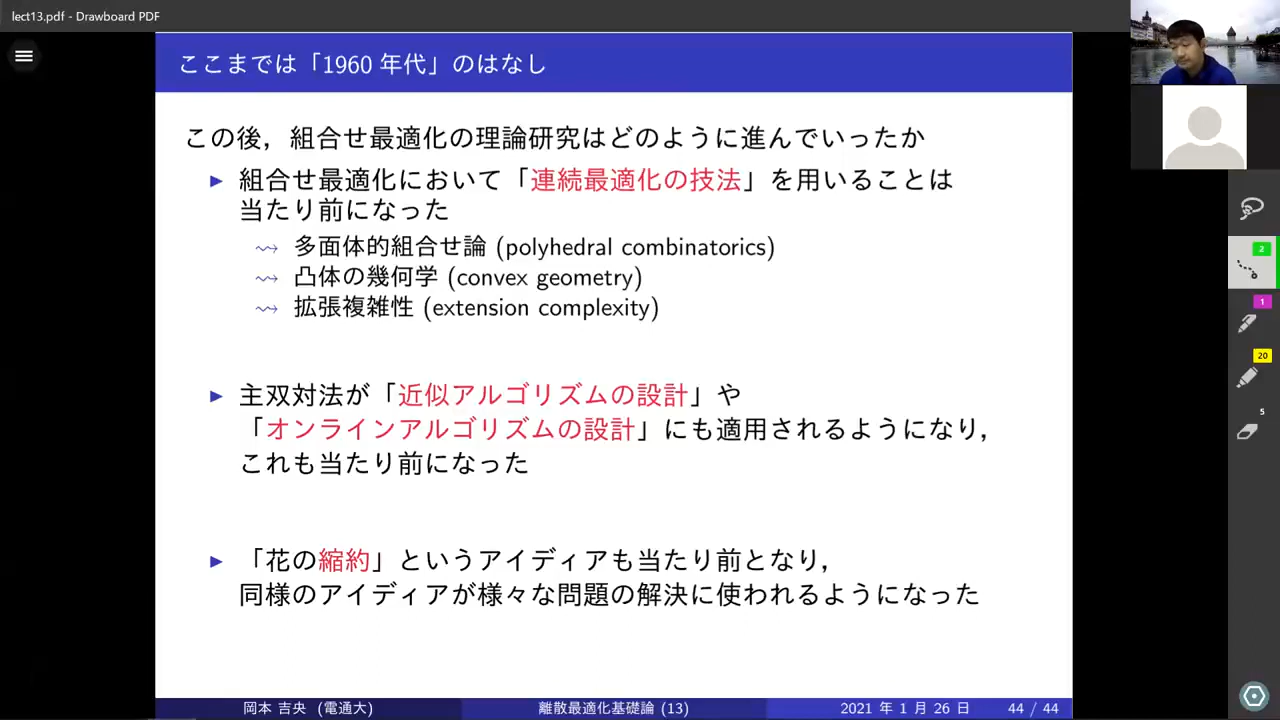 lect13.pdf - Drawboard PDF
ここまでは「1960 年代」のはなし
この後，組合せ最適化の理論研究はどのように進んでいったか
▶ 組合せ最適化において「連続最適化の技法」を用いることは
当たり前になった
⇝ 多面体的組合せ論 (polyhedral combinatorics)
⇝ 凸体の幾何学 (convex geometry)
⇝ 拡張複雑性 (extension complexity)
▶ 主双対法が「近似アルゴリズムの設計」や
「オンラインアルゴリズムの設計」にも適用されるようになり，
これも当たり前になった
▶ 「花の縮約」というアイディアも当たり前となり，
同様のアイディアが様々な問題の解決に使われるようになった
岡本 吉央 (電通大)
離散最適化基礎論 (13)
2021 年 1 月 26 日
44 / 44
2
1
20
5